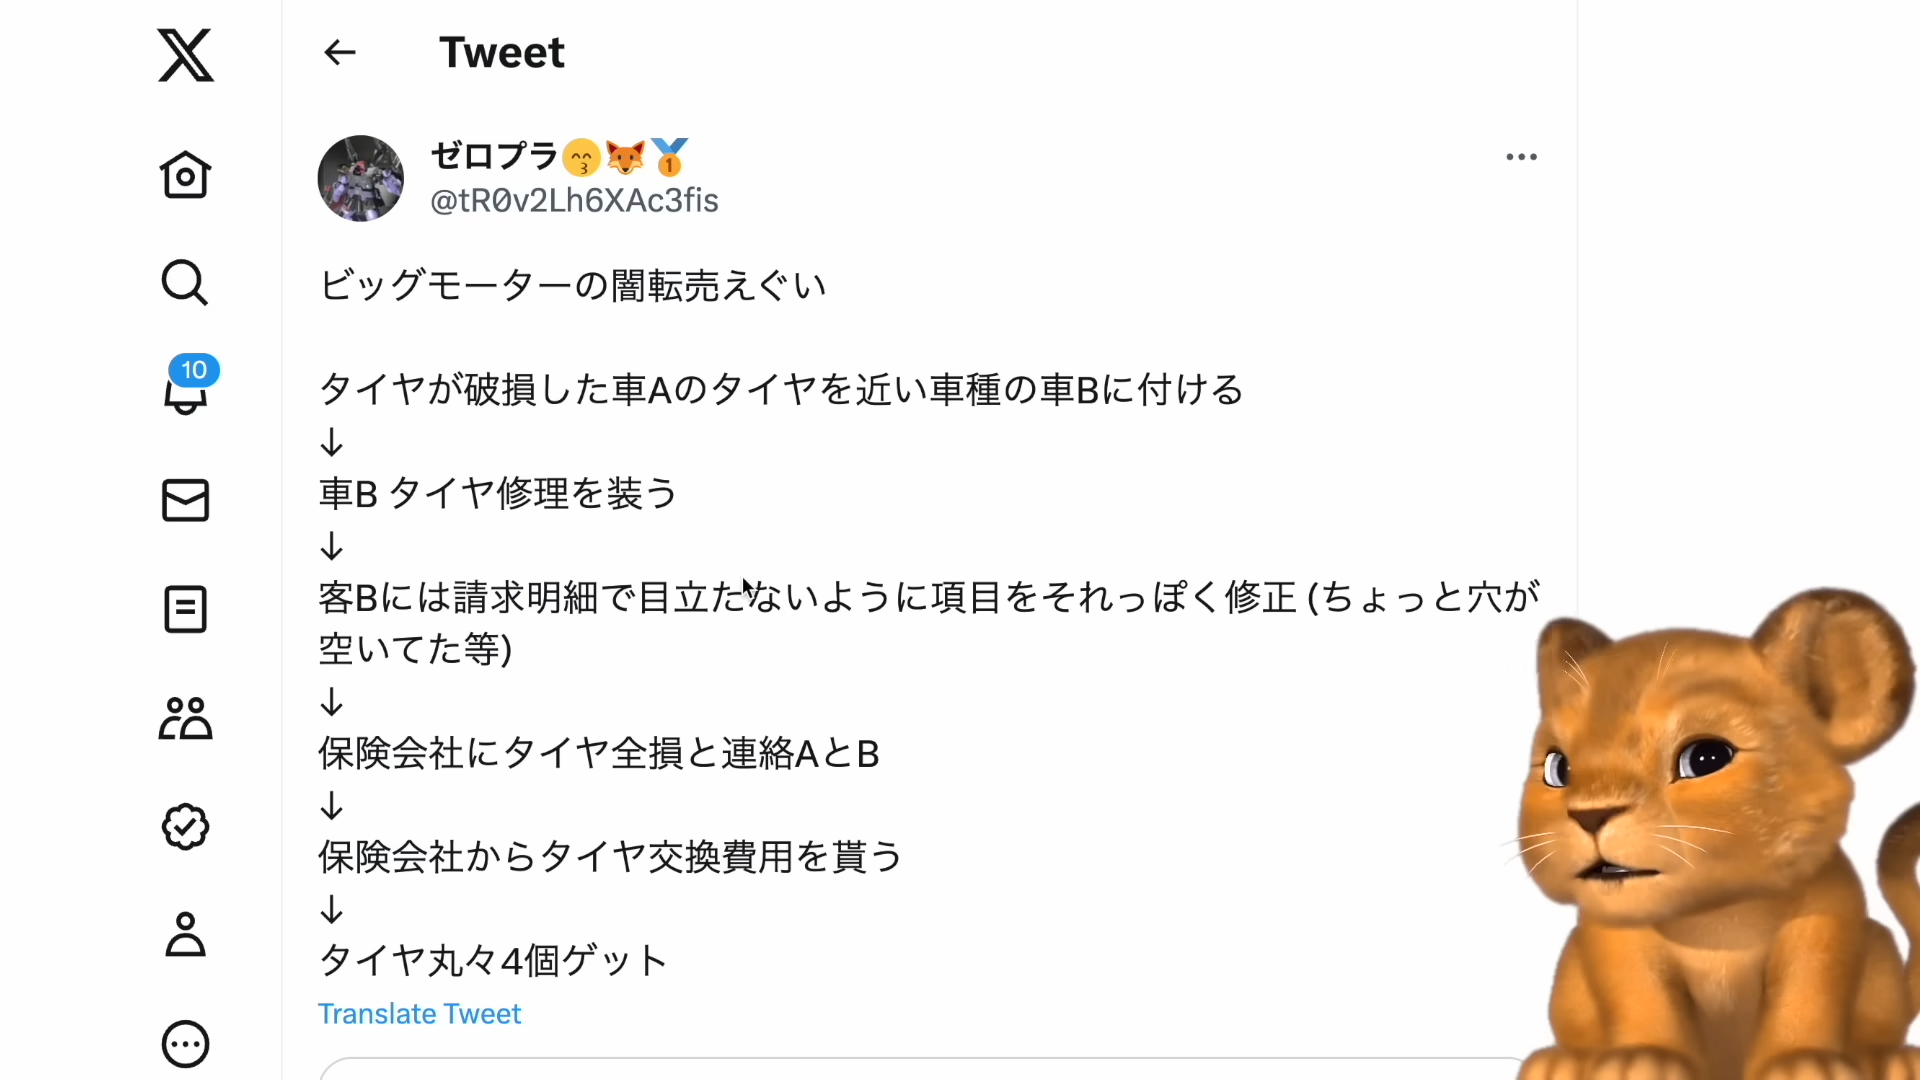 Tweet
ゼロプラ😙🦊🥇
@tR0v2Lh6XAc3fis
ビッグモーターの闇転売えぐい
10
タイヤが破損した車Aのタイヤを近い車種の車Bに付ける
↓
車B タイヤ修理を装う
↓
客Bには請求明細で目立たないように項目をそれっぽく修正 (ちょっと穴が
空いてた等)
↓
保険会社にタイヤ全損と連絡AとB
↓
保険会社からタイヤ交換費用を貰う
↓
タイヤ丸々4個ゲット
Translate Tweet